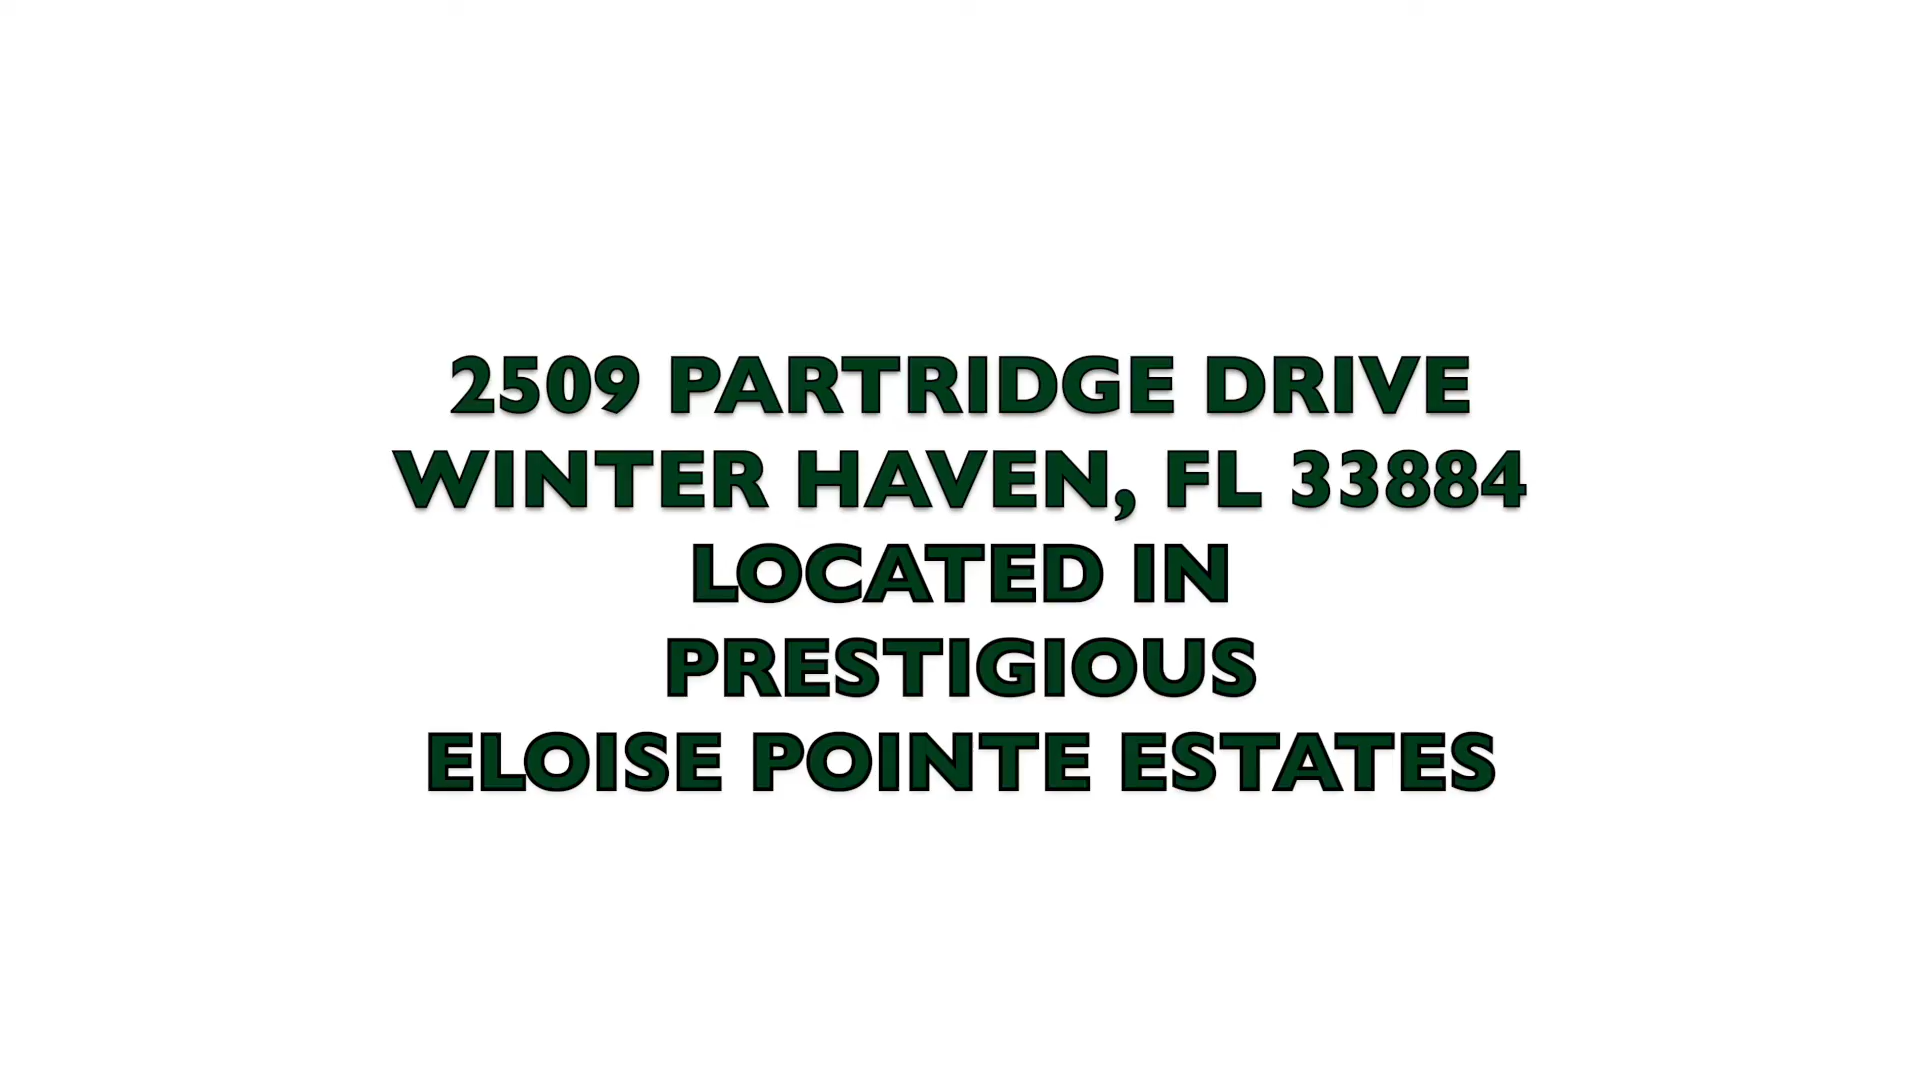 2509 PARTRIDGE DRIVE
WINTER HAVEN, FL 33884
LOCATED IN
PRESTIGIOUS
ELOISE POINTE ESTATES